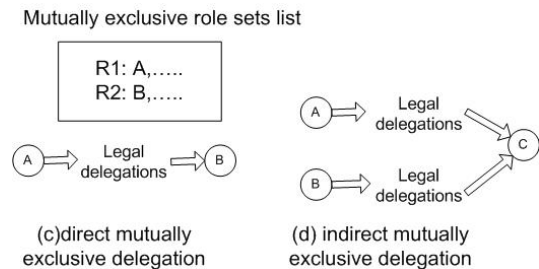 Mutually exclusive role sets list
R1: A,.....
R2: B,.....
A
Legal
delegations
B
(c)direct mutually
exclusive delegation
A
Legal
delegations
B
Legal
delegations
C
(d) indirect mutually
exclusive delegation